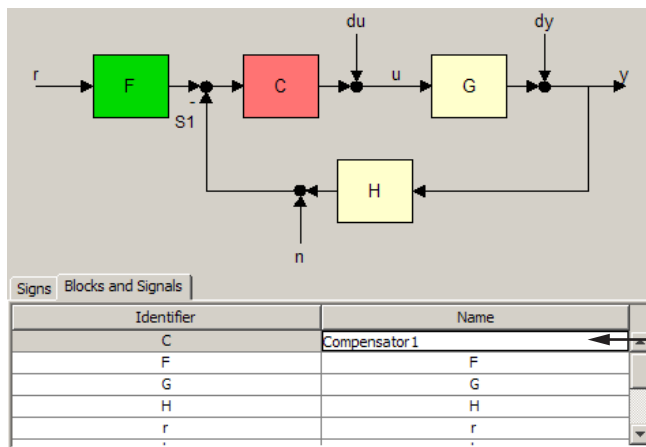 du
dy
r
F
C
u
G
y
-
S1
H
n
Signs
Blocks and Signals
Identifier Name
C Compensator1
F F
G G
H H
r r